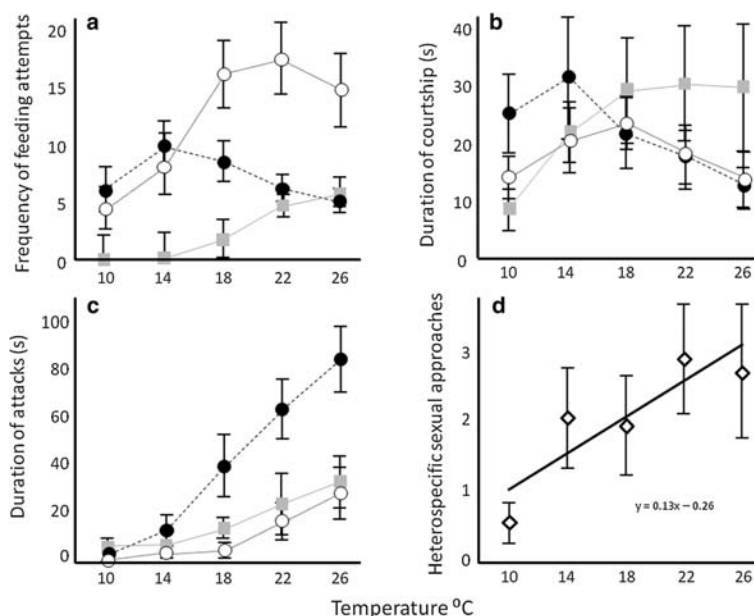 a
Frequency of feeding attempts
20
15
10
5
0
10 14 18 22 26
b
Duration of courtship (s)
40
30
20
10
0
10 14 18 22 26
c
Duration of attacks (s)
100
80
60
40
20
0
10 14 18 22 26
d
Heterospecific sexual approaches
3
2
1
0
y = 0.13x – 0.26
10 14 18 22 26
Temperature ºC